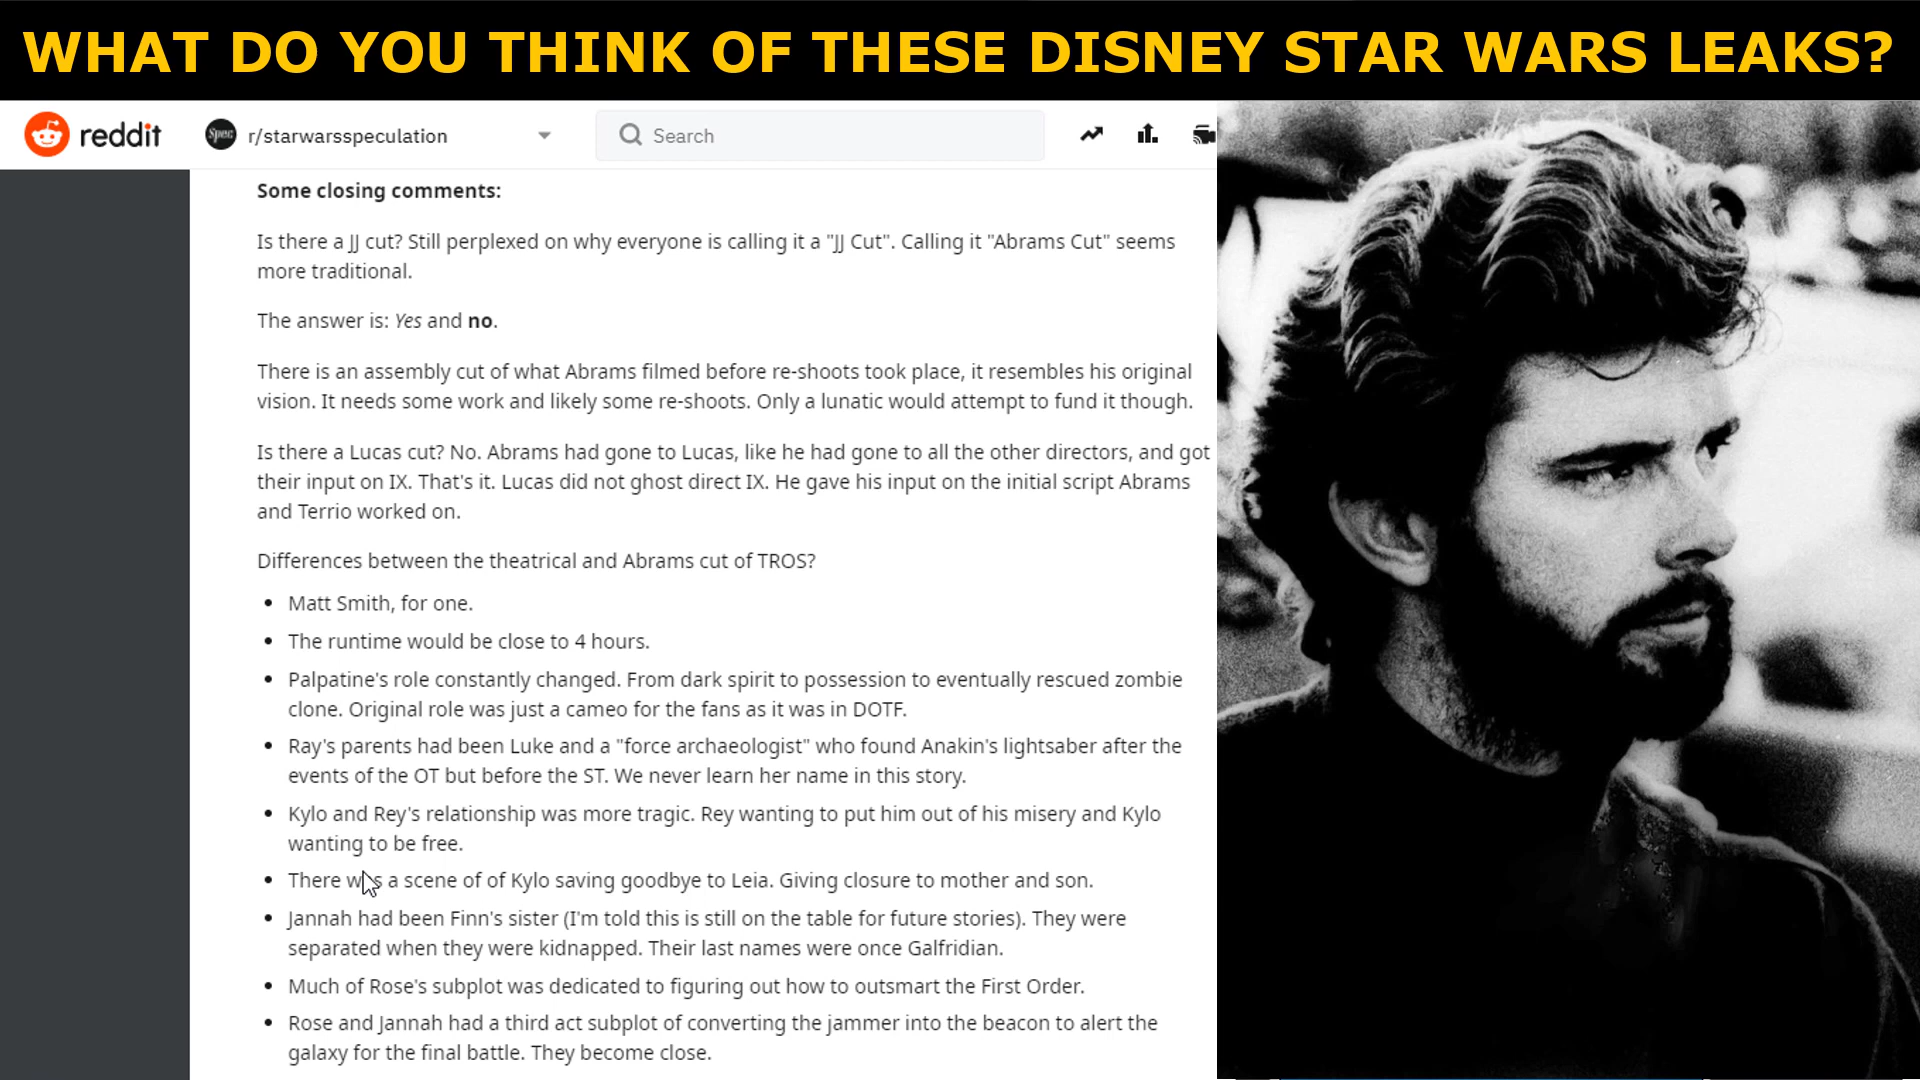 WHAT DO YOU THINK OF THESE DISNEY STAR WARS LEAKS?
reddit
Spec
r/starwarsspeculation
Search
Some closing comments:
Is there a JJ cut? Still perplexed on why everyone is calling it a "JJ Cut". Calling it "Abrams Cut" seems
more traditional.
The answer is: Yes and no.
There is an assembly cut of what Abrams filmed before re-shoots took place, it resembles his original
vision. It needs some work and likely some re-shoots. Only a lunatic would attempt to fund it though.
Is there a Lucas cut? No. Abrams had gone to Lucas, like he had gone to all the other directors, and got
their input on IX. That's it. Lucas did not ghost direct IX. He gave his input on the initial script Abrams
and Terrio worked on.
Differences between the theatrical and Abrams cut of TROS?
• Matt Smith, for one.
• The runtime would be close to 4 hours.
• Palpatine's role constantly changed. From dark spirit to possession to eventually rescued zombie
clone. Original role was just a cameo for the fans as it was in DOTF.
• Ray's parents had been Luke and a "force archaeologist" who found Anakin's lightsaber after the
events of the OT but before the ST. We never learn her name in this story.
• Kylo and Rey's relationship was more tragic. Rey wanting to put him out of his misery and Kylo
wanting to be free.
• There was a scene of of Kylo saving goodbye to Leia. Giving closure to mother and son.
• Jannah had been Finn's sister (I'm told this is still on the table for future stories). They were
separated when they were kidnapped. Their last names were once Galfridian.
• Much of Rose's subplot was dedicated to figuring out how to outsmart the First Order.
• Rose and Jannah had a third act subplot of converting the jammer into the beacon to alert the
galaxy for the final battle. They become close.